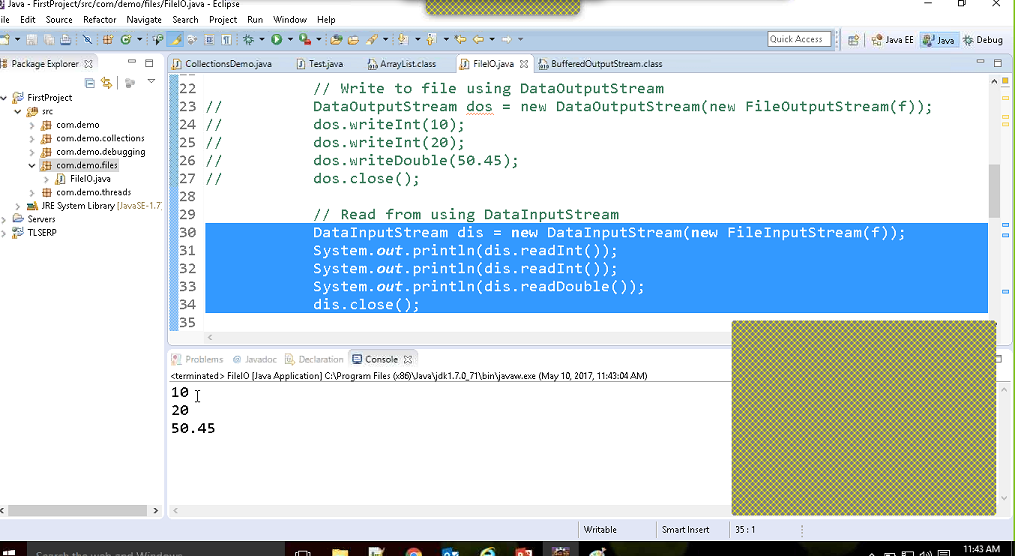 Java - FirstProject/src/com/demo/files/FileIO.java - Eclipse
ile Edit Source Refactor Navigate Search Project Run Window Help
Quick Access Java EE Java Debug
Package Explorer
CollectionsDemo.java Test.java ArrayList.class FileIO.java BufferedOutputStream.class
FirstProject
src
com.demo
com.demo.collections
com.demo.debugging
com.demo.files
FileIO.java
com.demo.threads
JRE System Library [JavaSE-1.7]
Servers
TLSERP
22 // Write to file using DataOutputStream
23 // DataOutputStream dos = new DataOutputStream(new FileOutputStream(f));
24 // dos.writeInt(10);
25 // dos.writeInt(20);
26 // dos.writeDouble(50.45);
27 // dos.close();
28
29 // Read from using DataInputStream
30 DataInputStream dis = new DataInputStream(new FileInputStream(f));
31 System.out.println(dis.readInt());
32 System.out.println(dis.readInt());
33 System.out.println(dis.readDouble());
34 dis.close();
35
Problems @ Javadoc Declaration Console
<terminated> FileIO [Java Application] C:\Program Files (x86)\Java\jdk1.7.0_71\bin\javaw.exe (May 10, 2017, 11:43:04 AM)
10
20
50.45
Writable Smart Insert 35 : 1
Search the web and Windows
11:43 AM